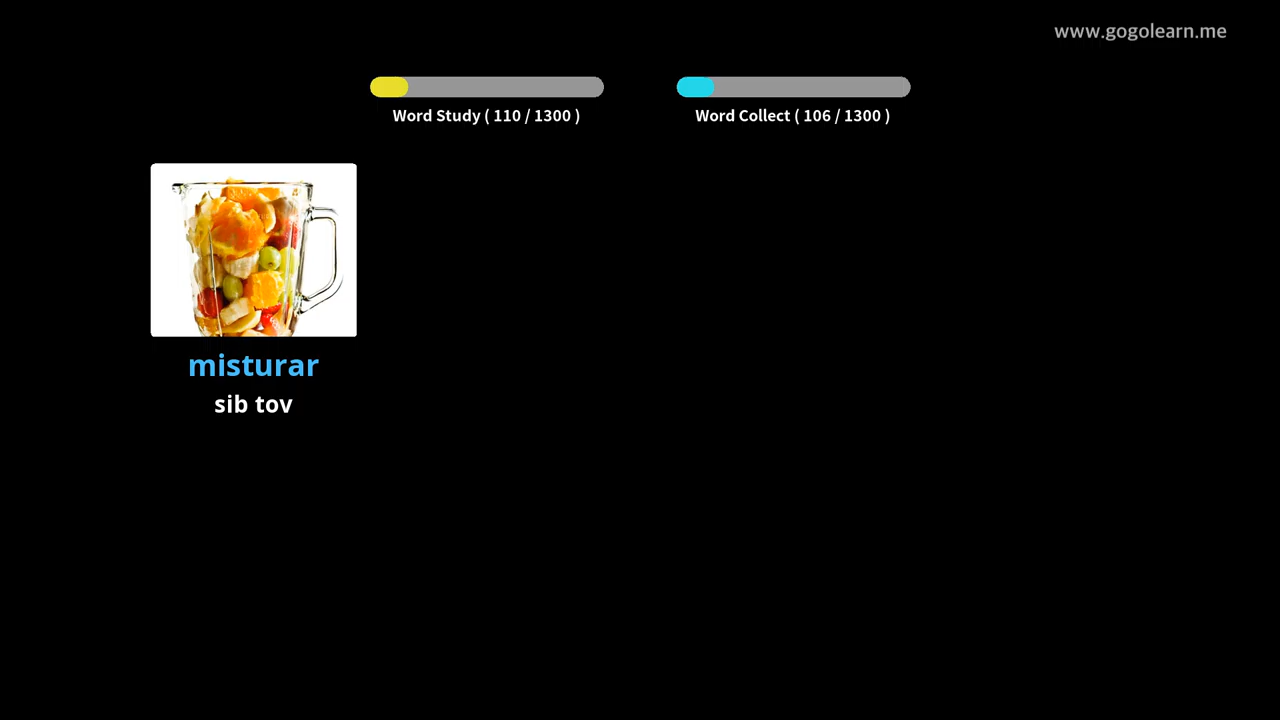 www.gogolearn.me
Word Study ( 110 / 1300 )
Word Collect ( 106 / 1300 )
misturar
sib tov